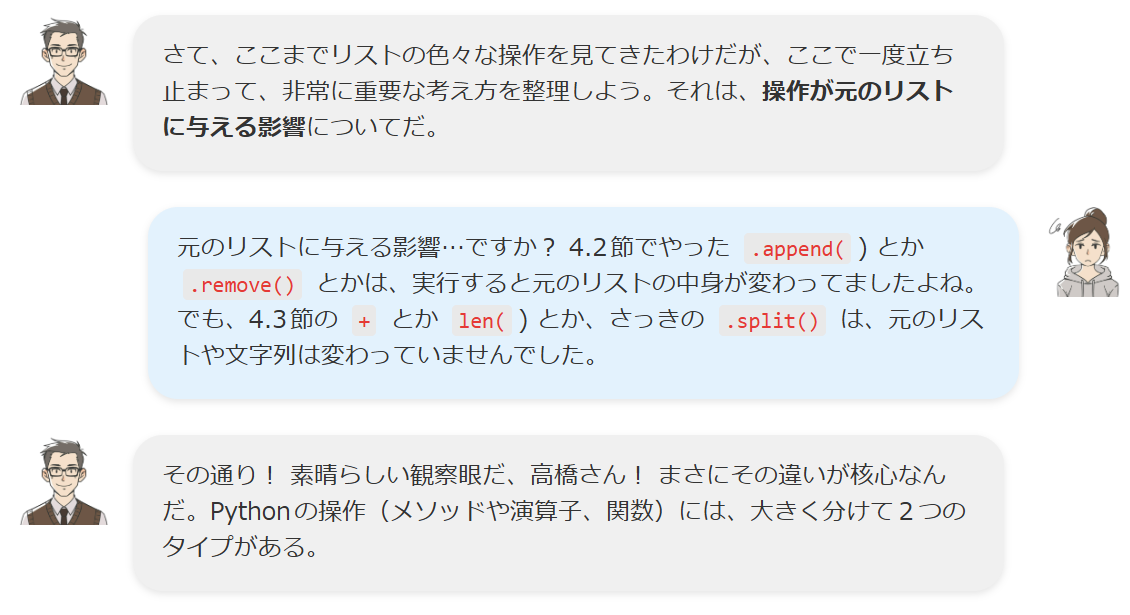 さて、ここまでリストの色々な操作を見てきたわけだが、ここで一度立ち
止まって、非常に重要な考え方を整理しよう。それは、操作が元のリスト
に与える影響についてだ。
元のリストに与える影響…ですか? 4.2節でやった .append( ) とか
.remove() とかは、実行すると元のリストの中身が変わってましたよね。
でも、4.3節の + とか len( ) とか、さっきの .split() は、元のリス
トや文字列は変わっていませんでした。
その通り! 素晴らしい観察眼だ、高橋さん! まさにその違いが核心なん
だ。Pythonの操作(メソッドや演算子、関数)には、大きく分けて2つの
タイプがある。